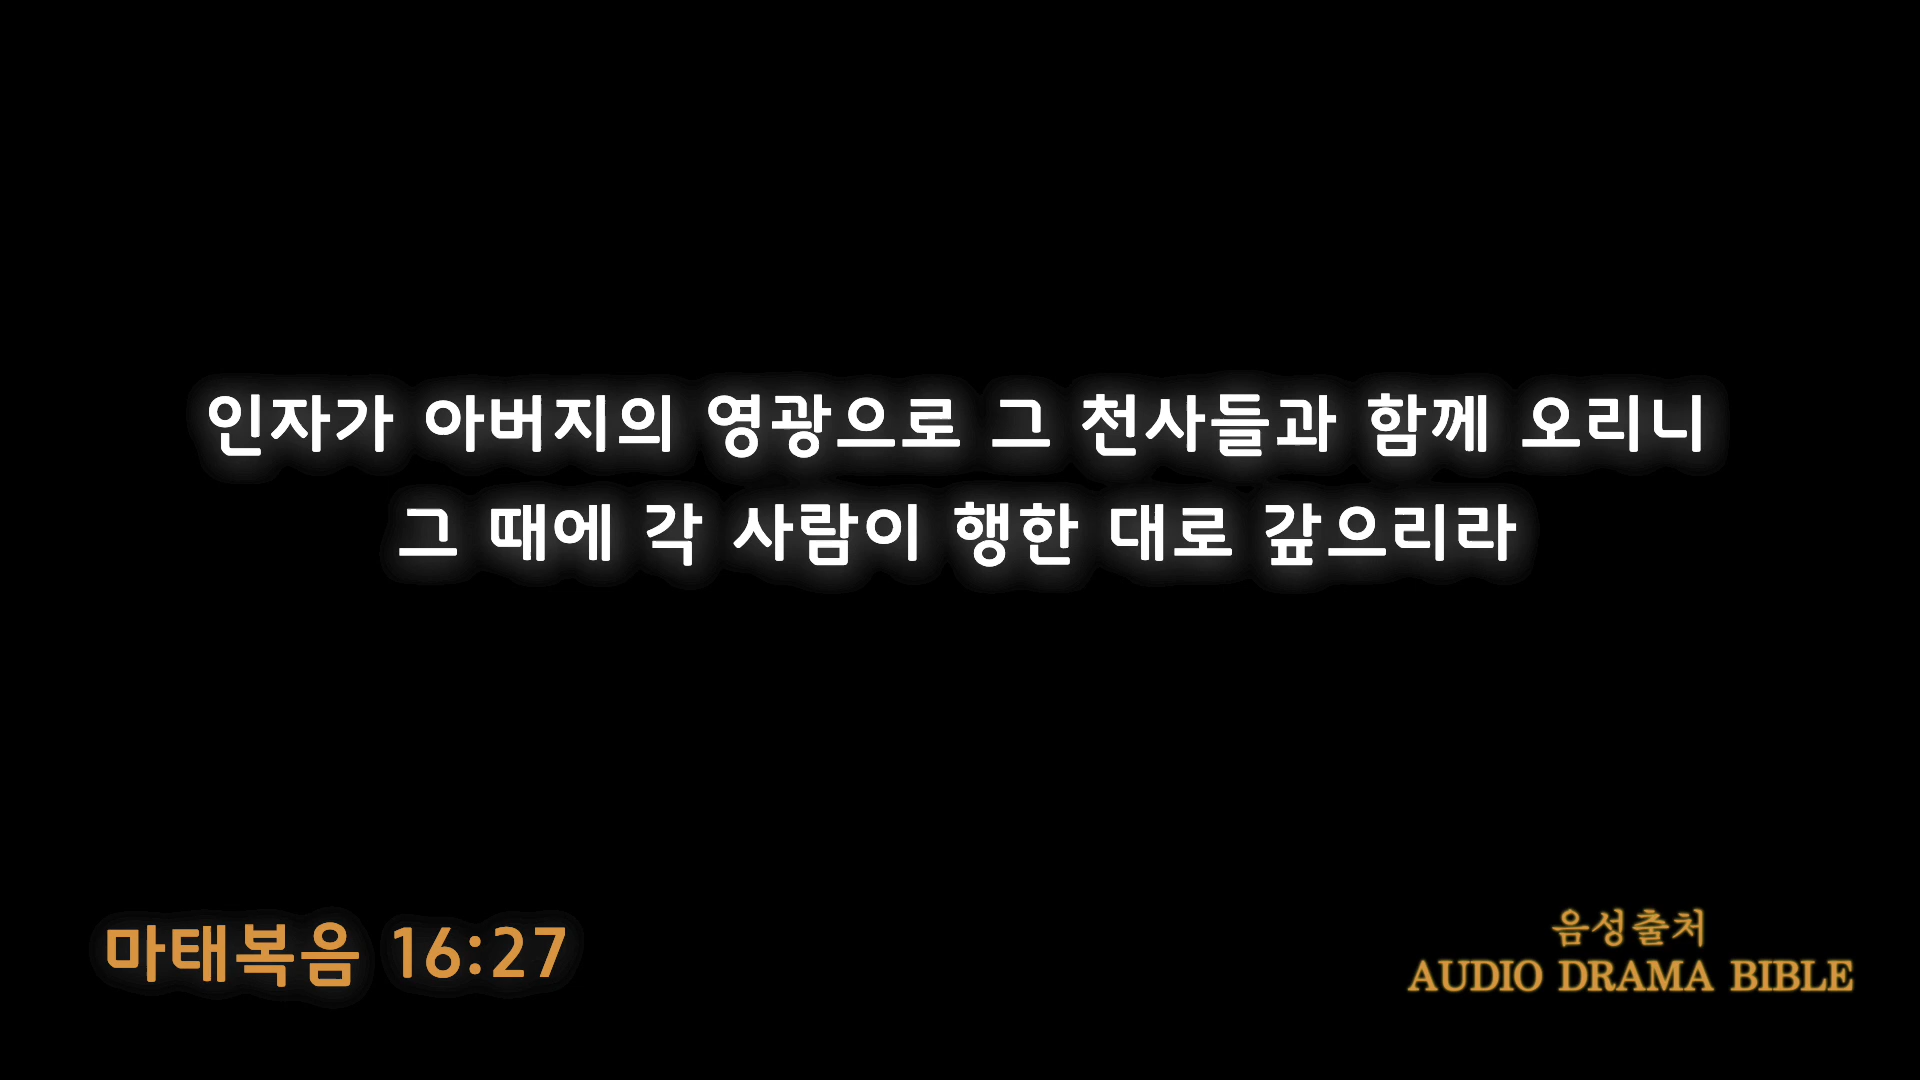 인자가 아버지의 영광으로 그 천사들과 함께 오리니
그 때에 각 사람이 행한 대로 갚으리라
마태복음 16:27
음성출처
AUDIO DRAMA BIBLE